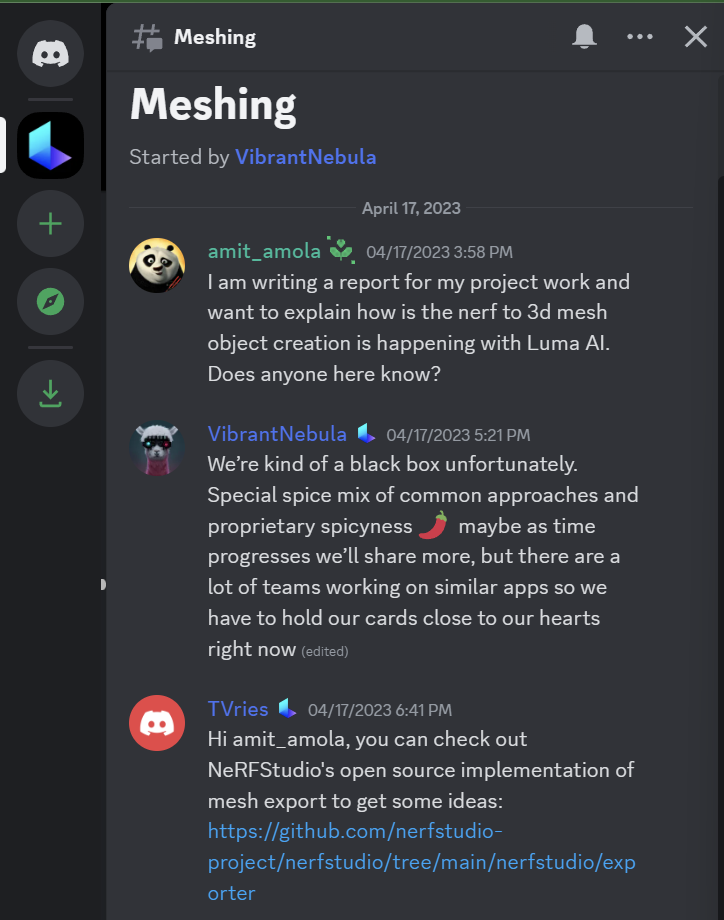 Meshing
Meshing
Started by VibrantNebula
April 17, 2023
amit_amola 04/17/2023 3:58 PM
I am writing a report for my project work and
want to explain how is the nerf to 3d mesh
object creation is happening with Luma AI.
Does anyone here know?
VibrantNebula 04/17/2023 5:21 PM
We’re kind of a black box unfortunately.
Special spice mix of common approaches and
proprietary spicyness 🌶️ maybe as time
progresses we’ll share more, but there are a
lot of teams working on similar apps so we
have to hold our cards close to our hearts
right now (edited)
TVries 04/17/2023 6:41 PM
Hi amit_amola, you can check out
NeRFStudio's open source implementation of
mesh export to get some ideas:
https://github.com/nerfstudio-
project/nerfstudio/tree/main/nerfstudio/exp
orter